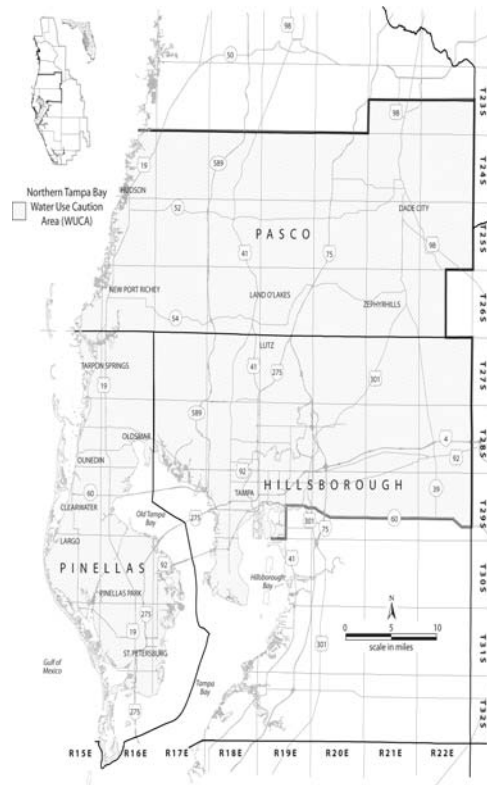 98
50
T23S
98
19
589
T24S
Northern Tampa Bay
Water Use Caution
Area (WUCA)
HUDSON
52
DADE CITY
PASCO
T25S
41
75
98
NEW PORT RICHEY
LAND O'LAKES
ZEPHYRHILLS
T26S
54
LUTZ
TARPON SPRINGS
41
275
T27S
19
301
589
OLDSMAR
4
T28S
DUNEDIN
92
92
HILLSBOROUGH
60
TAMPA
39
CLEARWATER
Old Tampa
Bay
275
301
60
T29S
75
LARGO
92
41
PINELLAS
Hillsborough
Bay
T30S
PINELLAS PARK
275
N
19
0 5 10
scale in miles
301
ST. PETERSBURG
T31S
Gulf of
Mexico
Tampa
Bay
275
T32S
R15E R16E R17E R18E R19E R20E R21E R22E